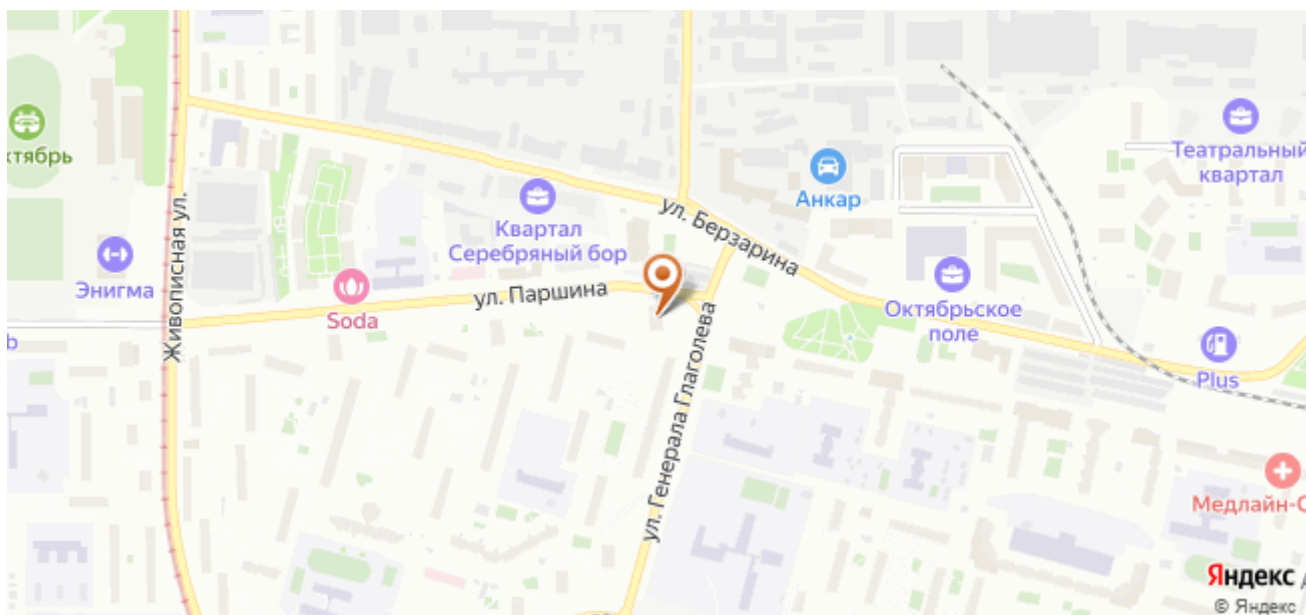 ктябрь
Театральный
квартал
Анкар
ул. Берзарина
Квартал
Серебряный бор
Живописная ул.
Энигма
ул. Паршина
Soda
Октябрьское
поле
b
ул. Генерала Глаголева
Plus
Медлайн-С
Яндекс
© Яндекс